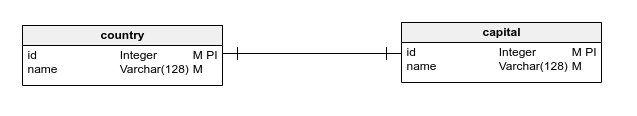 country
id Integer M PI
name Varchar(128) M
capital
id Integer M PI
name Varchar(128) M